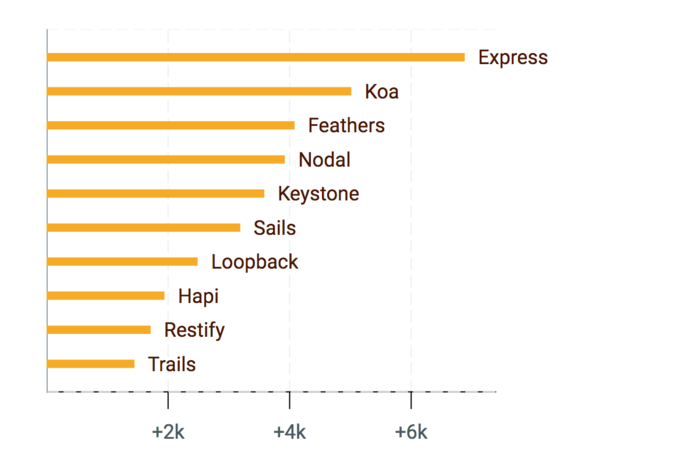 Express
Koa
Feathers
Nodal
Keystone
Sails
Loopback
Hapi
Restify
Trails
+2k +4k +6k